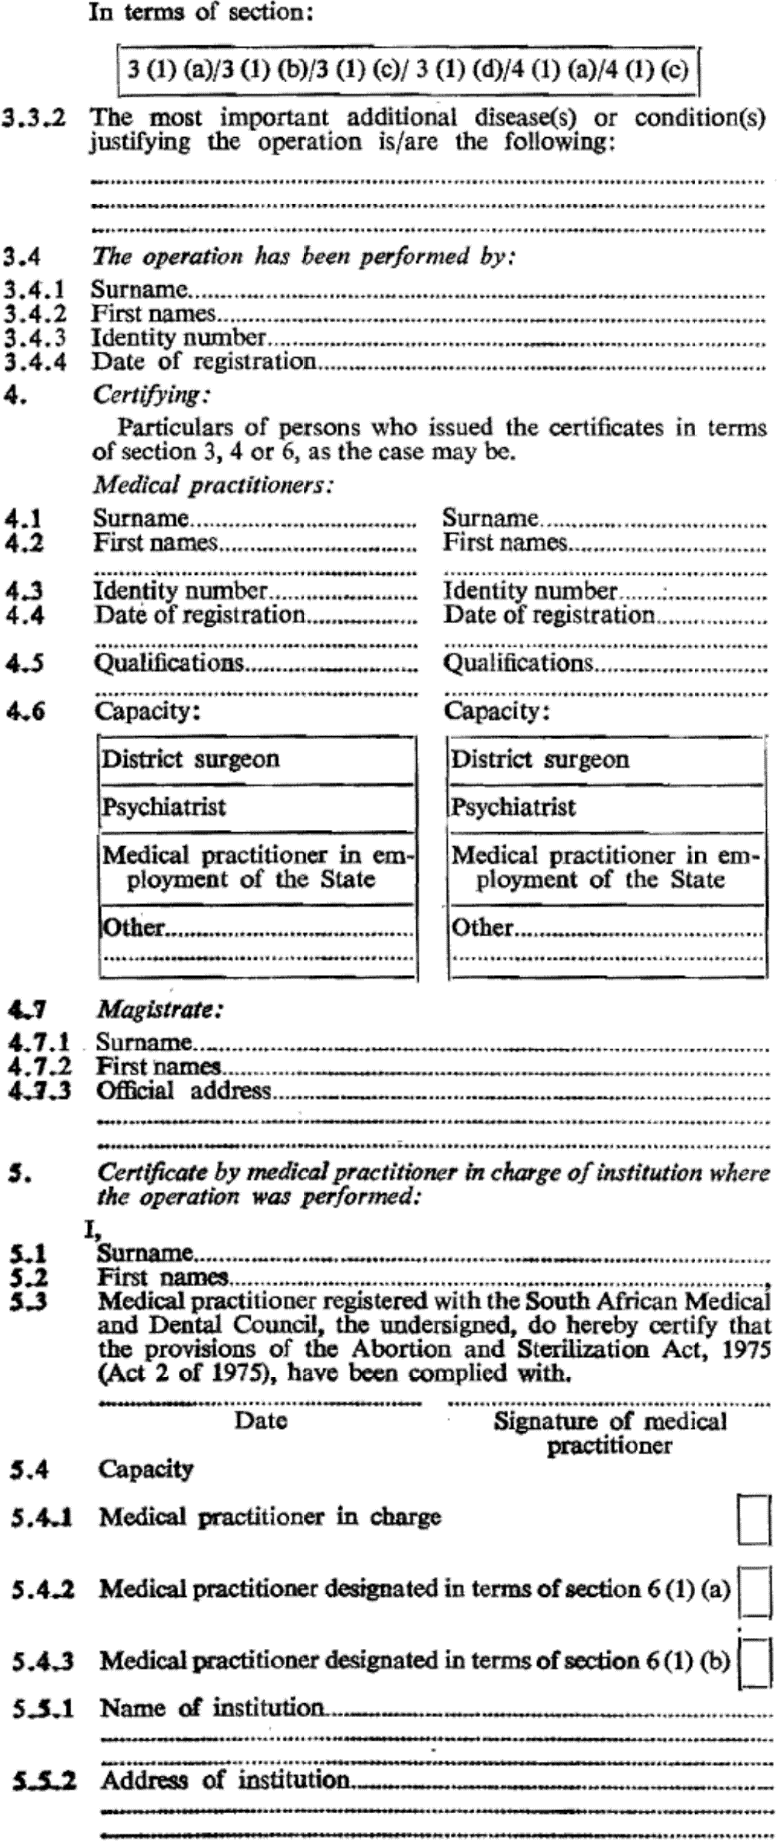 In terms of section:
3 (1) (a)/3 (1) (b)/3 (1) (c)/ 3 (1) (d)/4 (1) (a)/4 (1) (c)
3.3.2 The most important additional disease(s) or condition(s)
justifying the operation is/are the following:
3.4 The operation has been performed by:
3.4.1 Surname
3.4.2 First names
3.4.3 Identity number
3.4.4 Date of registration
4. Certifying:
Particulars of persons who issued the certificates in terms
of section 3, 4 or 6, as the case may be.
Medical practitioners:
4.1 Surname Surname
4.2 First names First names
4.3 Identity number Identity number
4.4 Date of registration Date of registration
4.5 Qualifications Qualifications
4.6 Capacity: Capacity:
District surgeon District surgeon
Psychiatrist Psychiatrist
Medical practitioner in em- Medical practitioner in em-
ployment of the State ployment of the State
Other Other
4.7 Magistrate:
4.7.1 Surname
4.7.2 First names
4.7.3 Official address
5. Certificate by medical practitioner in charge of institution where
the operation was performed:
I,
5.1 Surname
5.2 First names,
5.3 Medical practitioner registered with the South African Medical
and Dental Council, the undersigned, do hereby certify that
the provisions of the Abortion and Sterilization Act, 1975
(Act 2 of 1975), have been complied with.
Date Signature of medical
practitioner
5.4 Capacity
5.4.1 Medical practitioner in charge
5.4.2 Medical practitioner designated in terms of section 6 (1) (a)
5.4.3 Medical practitioner designated in terms of section 6 (1) (b)
5.5.1 Name of institution
5.5.2 Address of institution